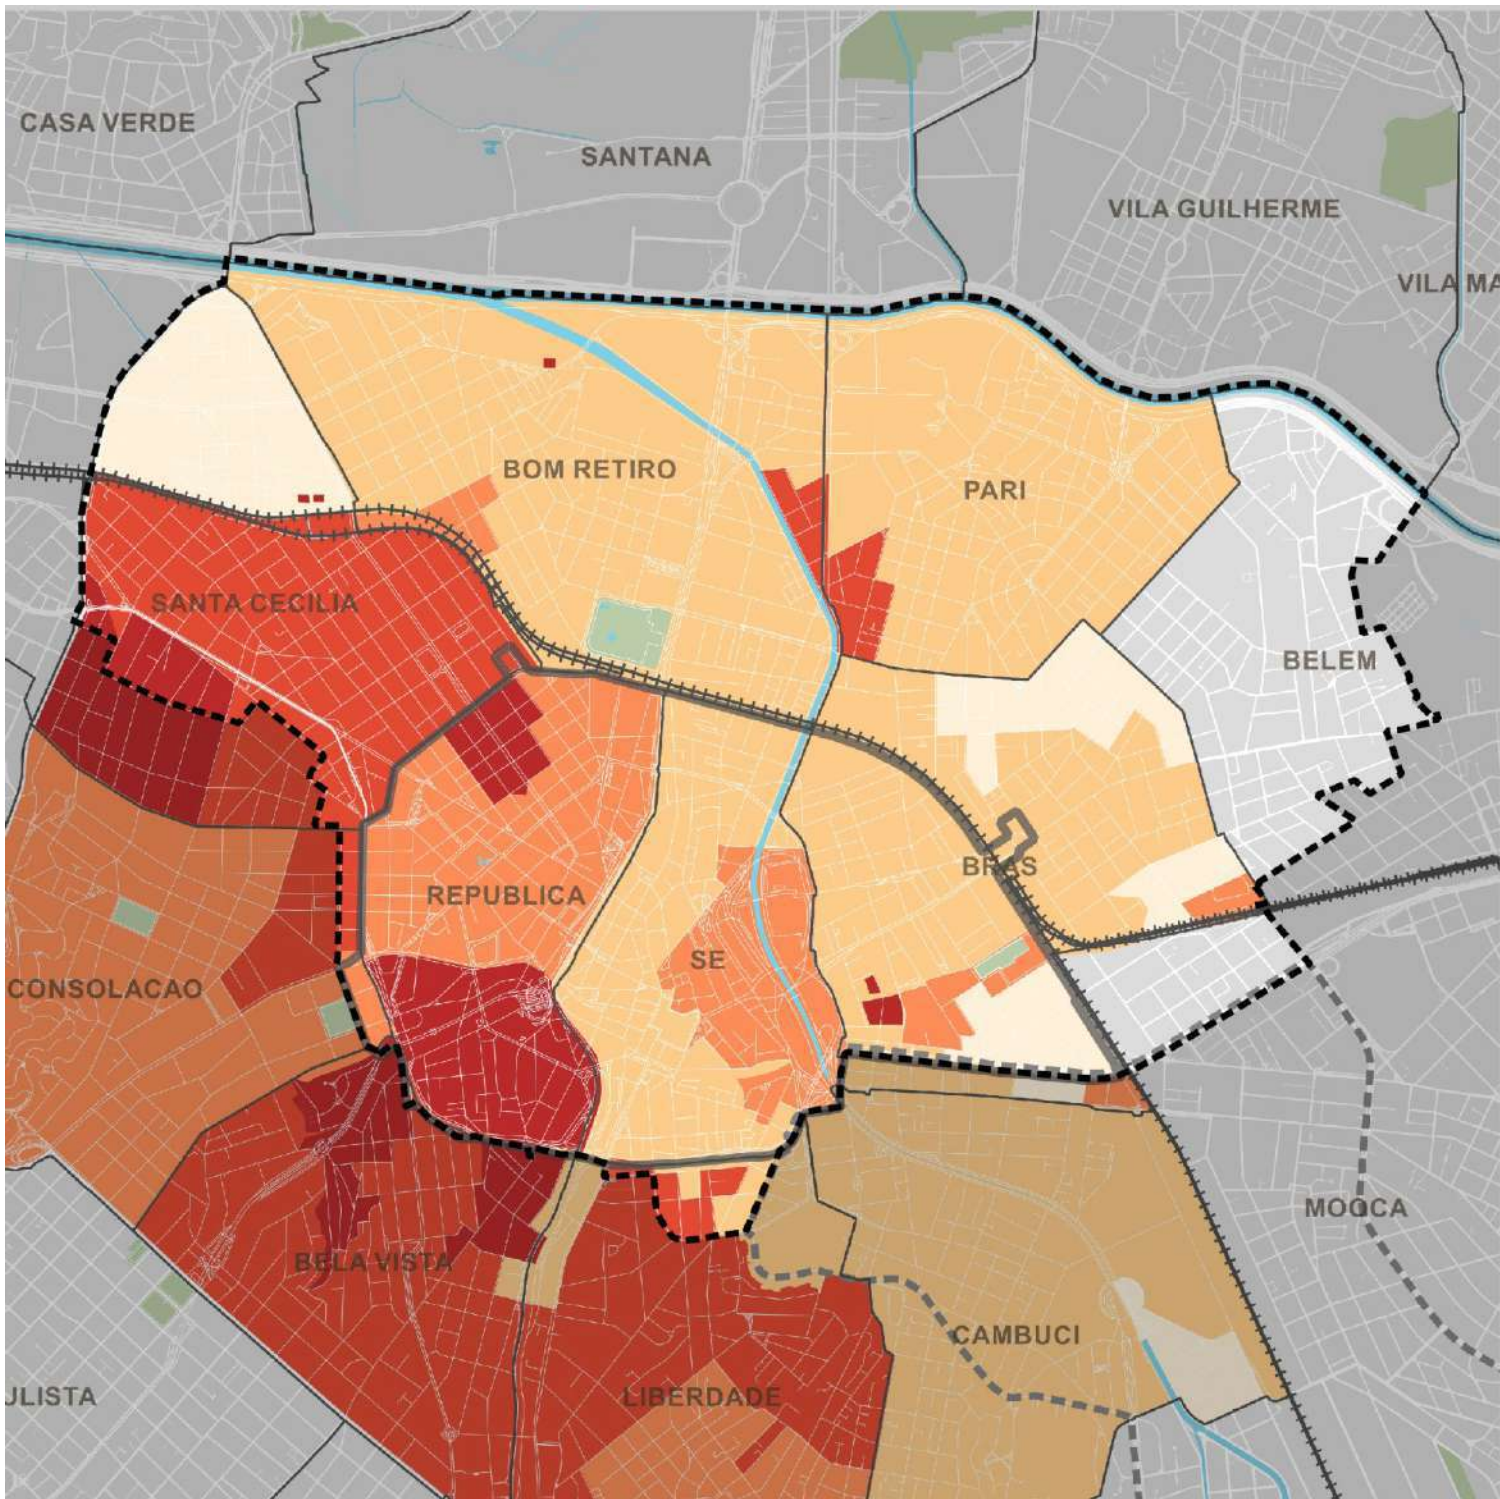 CASA VERDE
SANTANA
VILA GUILHERME
VILA MA
BOM RETIRO
PARI
SANTA CECILIA
BELEM
BRAS
REPUBLICA
SE
CONSOLACAO
MOOCA
BELA VISTA
CAMBUCI
ULISTA
LIBERDADE